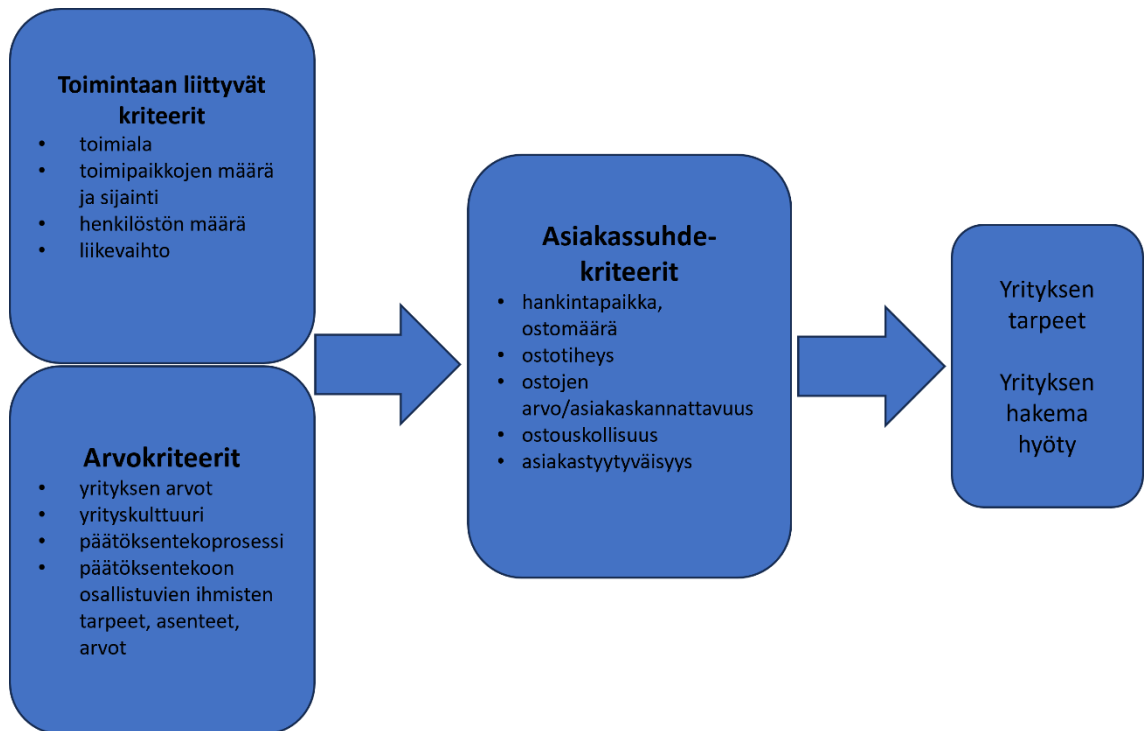 Toimintaan liittyvät
kriteerit
• toimiala
• toimipaikkojen määrä
ja sijainti
• henkilöstön määrä
• liikevaihto
Arvokriteerit
• yrityksen arvot
• yrityskulttuuri
• päätöksentekoprosessi
• päätöksentekoon
osallistuvien ihmisten
tarpeet, asenteet,
arvot
Asiakassuhde-
kriteerit
• hankintapaikka,
ostomäärä
• ostotiheys
• ostojen
arvo/asiakaskannattavuus
• ostouskollisuus
• asiakastyytyväisyys
Yrityksen
tarpeet
Yrityksen
hakema
hyöty